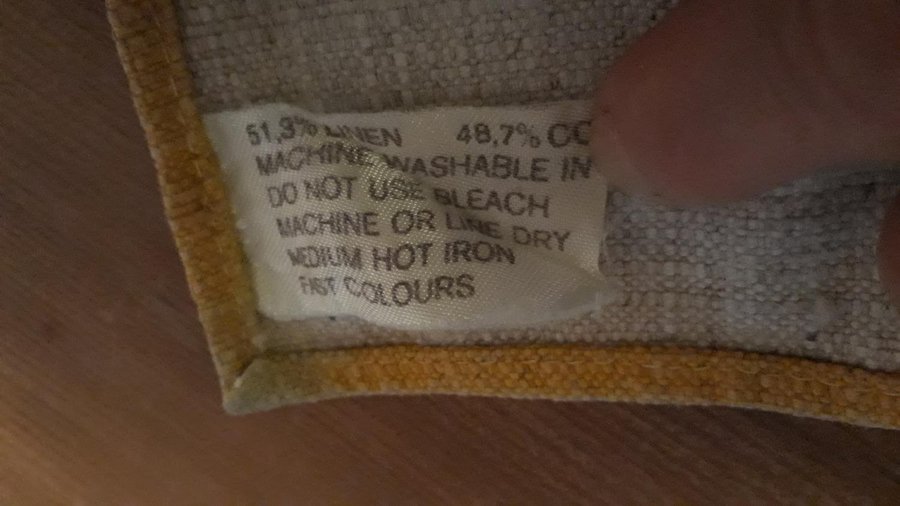 51,3% LINEN 48,7% CO
MACHINE WASHABLE IN
DO NOT USE BLEACH
MACHINE OR LINE DRY
MEDIUM HOT IRON
FAST COLOURS